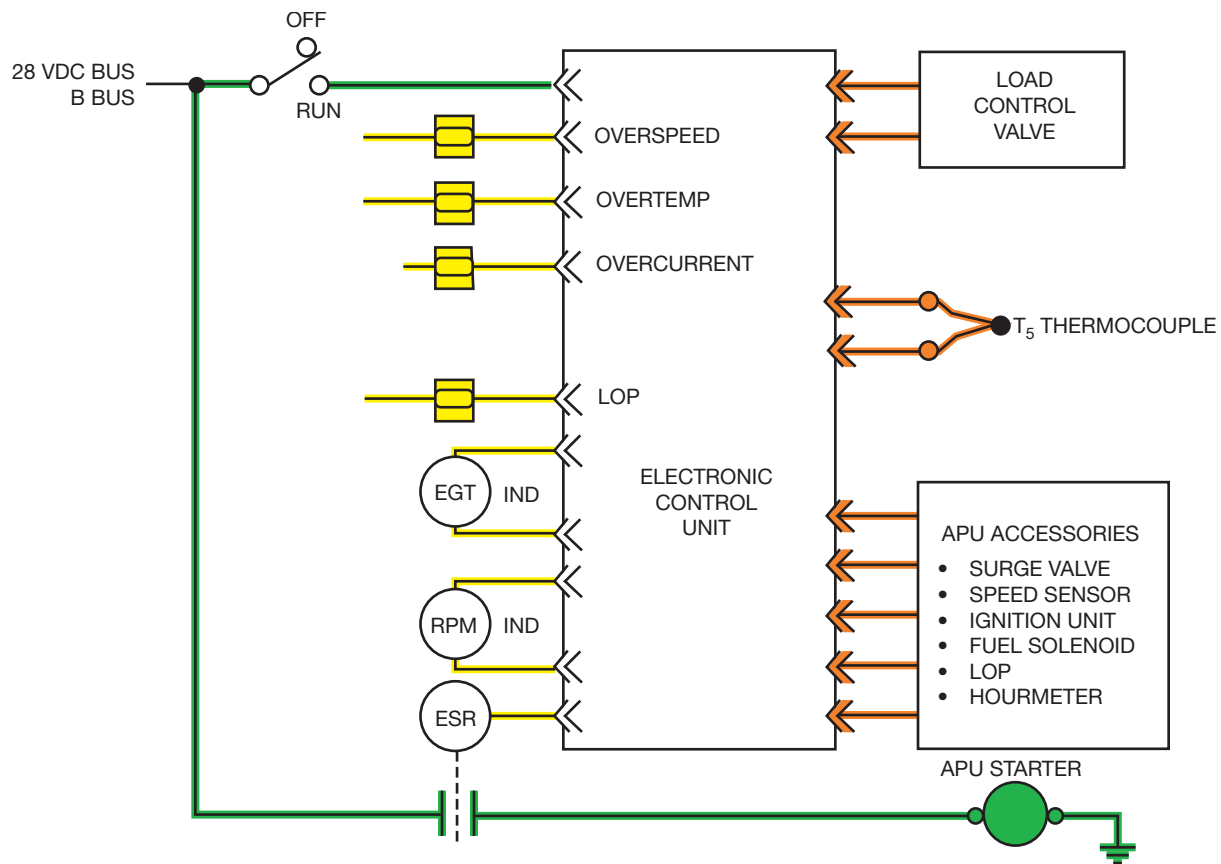 OFF
28 VDC BUS
B BUS
RUN
OVERSPEED
OVERTEMP
OVERCURRENT
LOP
EGT IND
RPM IND
ESR
ELECTRONIC
CONTROL
UNIT
LOAD
CONTROL
VALVE
T5 THERMOCOUPLE
APU ACCESSORIES
• SURGE VALVE
• SPEED SENSOR
• IGNITION UNIT
• FUEL SOLENOID
• LOP
• HOURMETER
APU STARTER